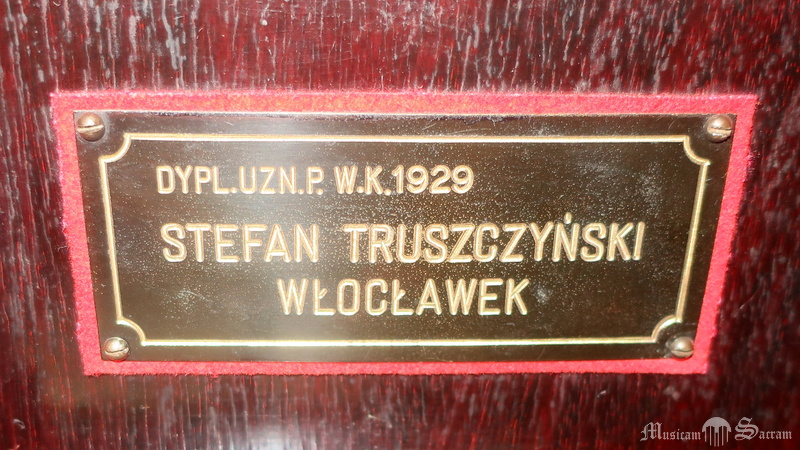 DYPL.UZN.P. W.K.1929
STEFAN TRUSZCZYŃSKI
WŁOCŁAWEK
Musicam Sacram